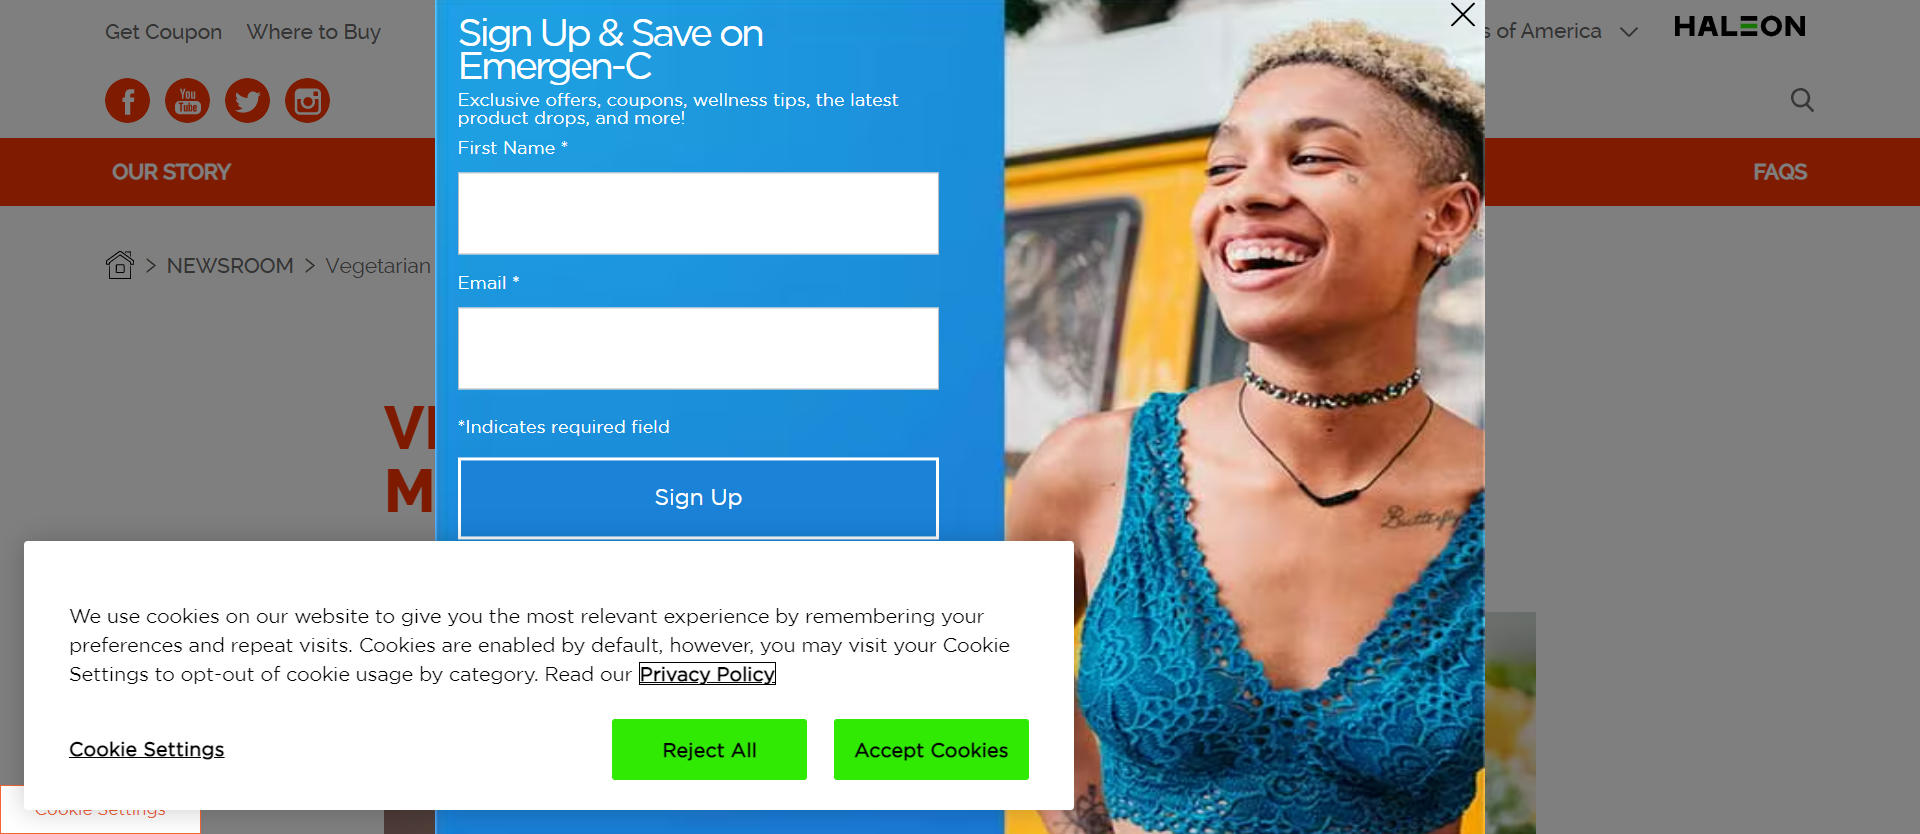 Get Coupon Where to Buy
of America
HALEON
You
Tube
OUR STORY
FAQS
NEWSROOM > Vegetarian
Sign Up & Save on
Emergen-C
Exclusive offers, coupons, wellness tips, the latest
product drops, and more!
First Name *
Email *
*Indicates required field
Sign Up
Butterfly
We use cookies on our website to give you the most relevant experience by remembering your
preferences and repeat visits. Cookies are enabled by default, however, you may visit your Cookie
Settings to opt-out of cookie usage by category. Read our Privacy Policy
Cookie Settings
Reject All
Accept Cookies
Cookie Settings